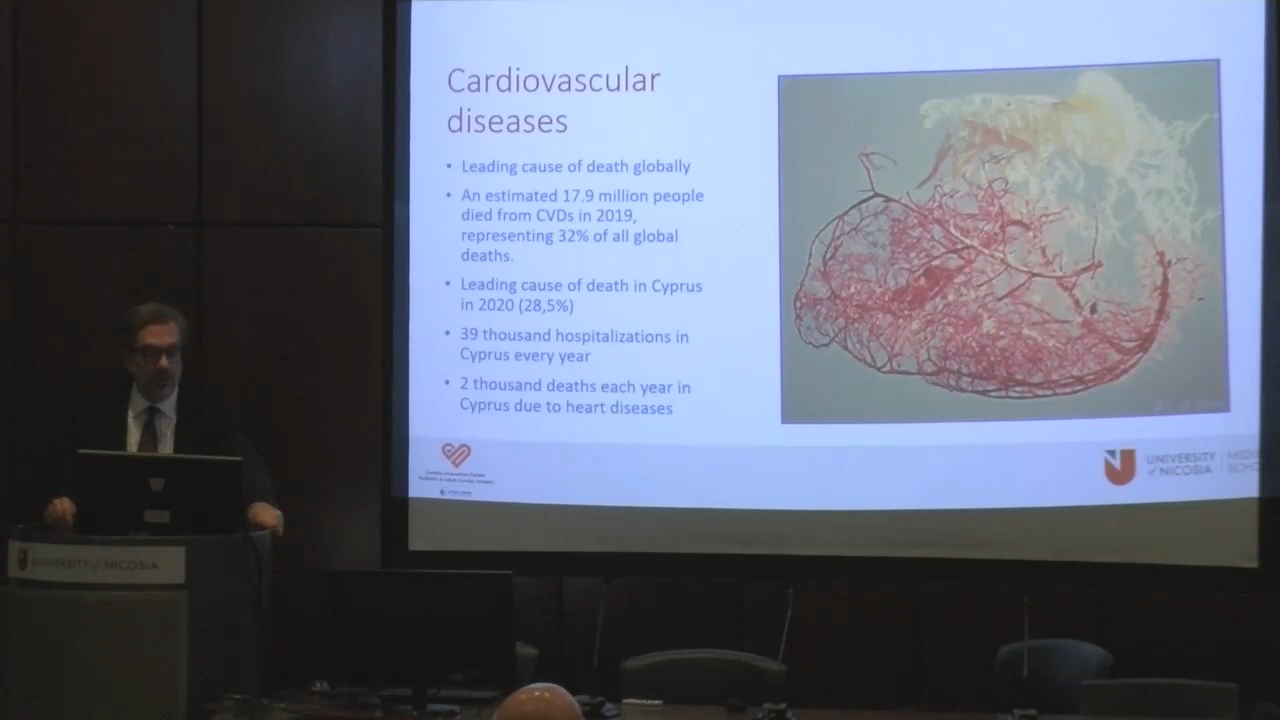 Cardiovascular
diseases
• Leading cause of death globally
• An estimated 17.9 million people
died from CVDs in 2019,
representing 32% of all global
deaths.
• Leading cause of death in Cyprus
in 2020 (28,5%)
• 39 thousand hospitalizations in
Cyprus every year
• 2 thousand deaths each year in
Cyprus due to heart diseases
UNIVERSITY
of NICOSIA
UNIVERSITY of NICOSIA